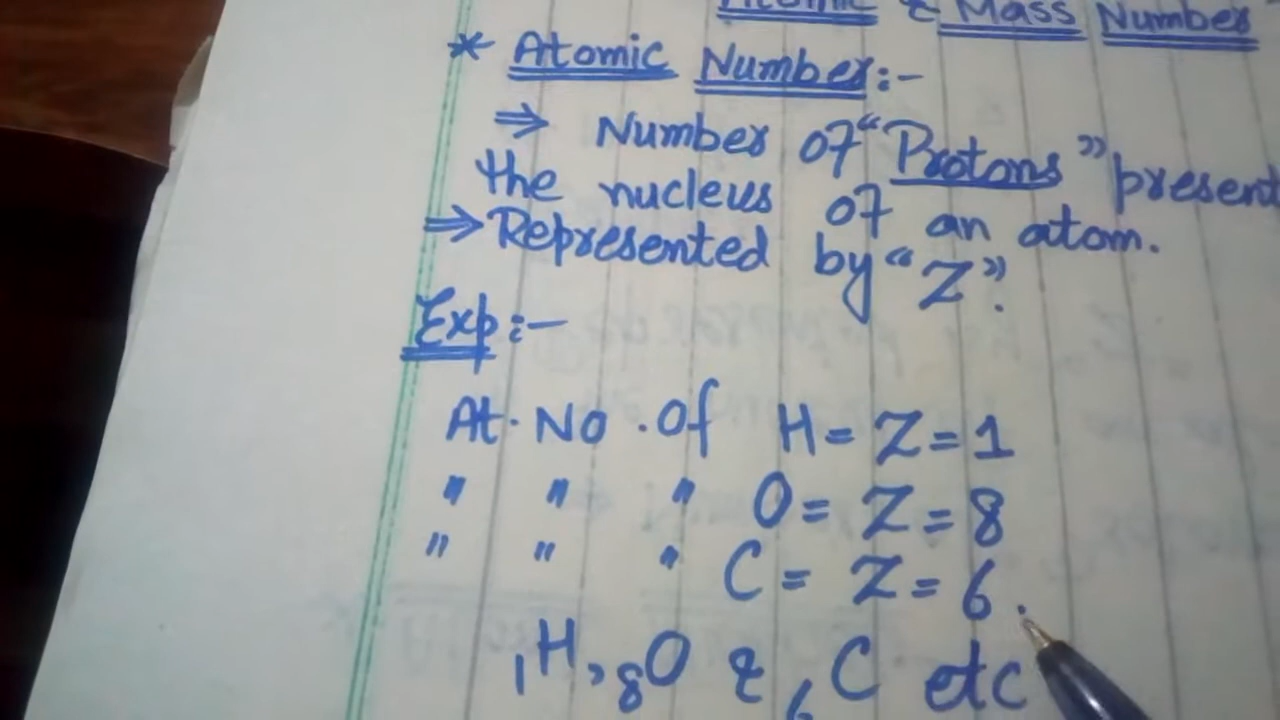 Atomic & Mass Number
* Atomic Number:-
⇒ Number of "Protons" present
the nucleus of an atom.
⇒ Represented by "Z".
Exp:-
At. No. of H = Z = 1
" " " O = Z = 8
" " " C = Z = 6.
₁H, ₈O & ₆C etc